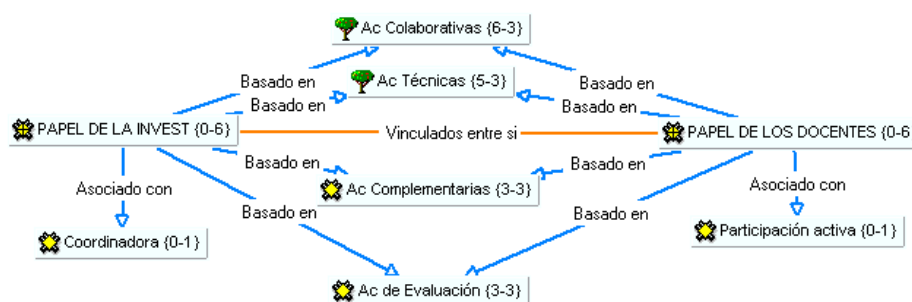 Ac Colaborativas {6-3}
Basado en Basado en
Ac Técnicas {5-3}
Basado en Basado en
PAPEL DE LA INVEST {0-6} Vinculados entre si PAPEL DE LOS DOCENTES {0-6
Basado en Basado en
Asociado con Ac Complementarias {3-3} Asociado con
Basado en Basado en
Coordinadora {0-1} Participación activa {0-1}
Ac de Evaluación {3-3}